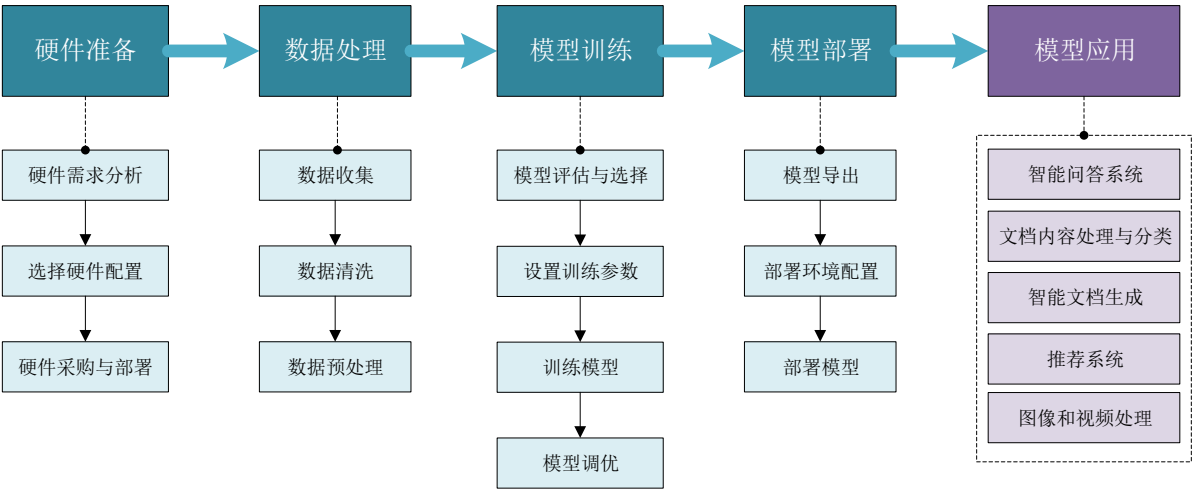 硬件准备
数据处理
模型训练
模型部署
模型应用
硬件需求分析
选择硬件配置
硬件采购与部署
数据收集
数据清洗
数据预处理
模型评估与选择
设置训练参数
训练模型
模型调优
模型导出
部署环境配置
部署模型
智能问答系统
文档内容处理与分类
智能文档生成
推荐系统
图像和视频处理